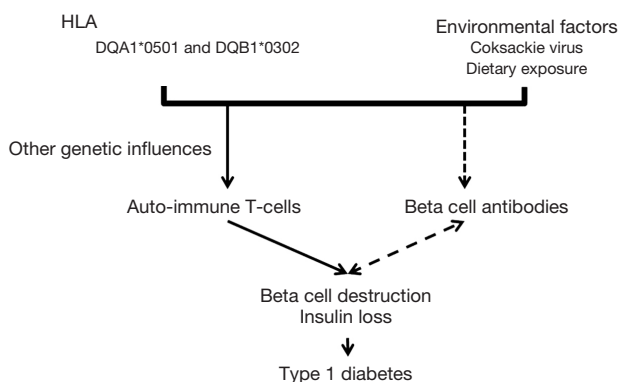 HLA
DQA1*0501 and DQB1*0302
Environmental factors
Coksackie virus
Dietary exposure
Other genetic influences
Auto-immune T-cells
Beta cell antibodies
Beta cell destruction
Insulin loss
Type 1 diabetes